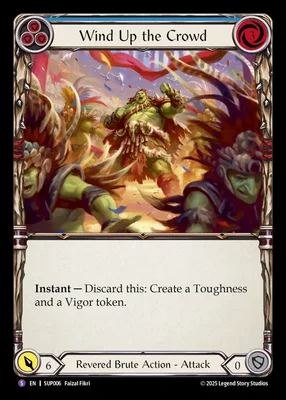 Wind Up the Crowd
Instant — Discard this: Create a Toughness
and a Vigor token.
6
Revered Brute Action - Attack
0
S EN | SUP006 Faizal Fikri
© 2025 Legend Story Studios